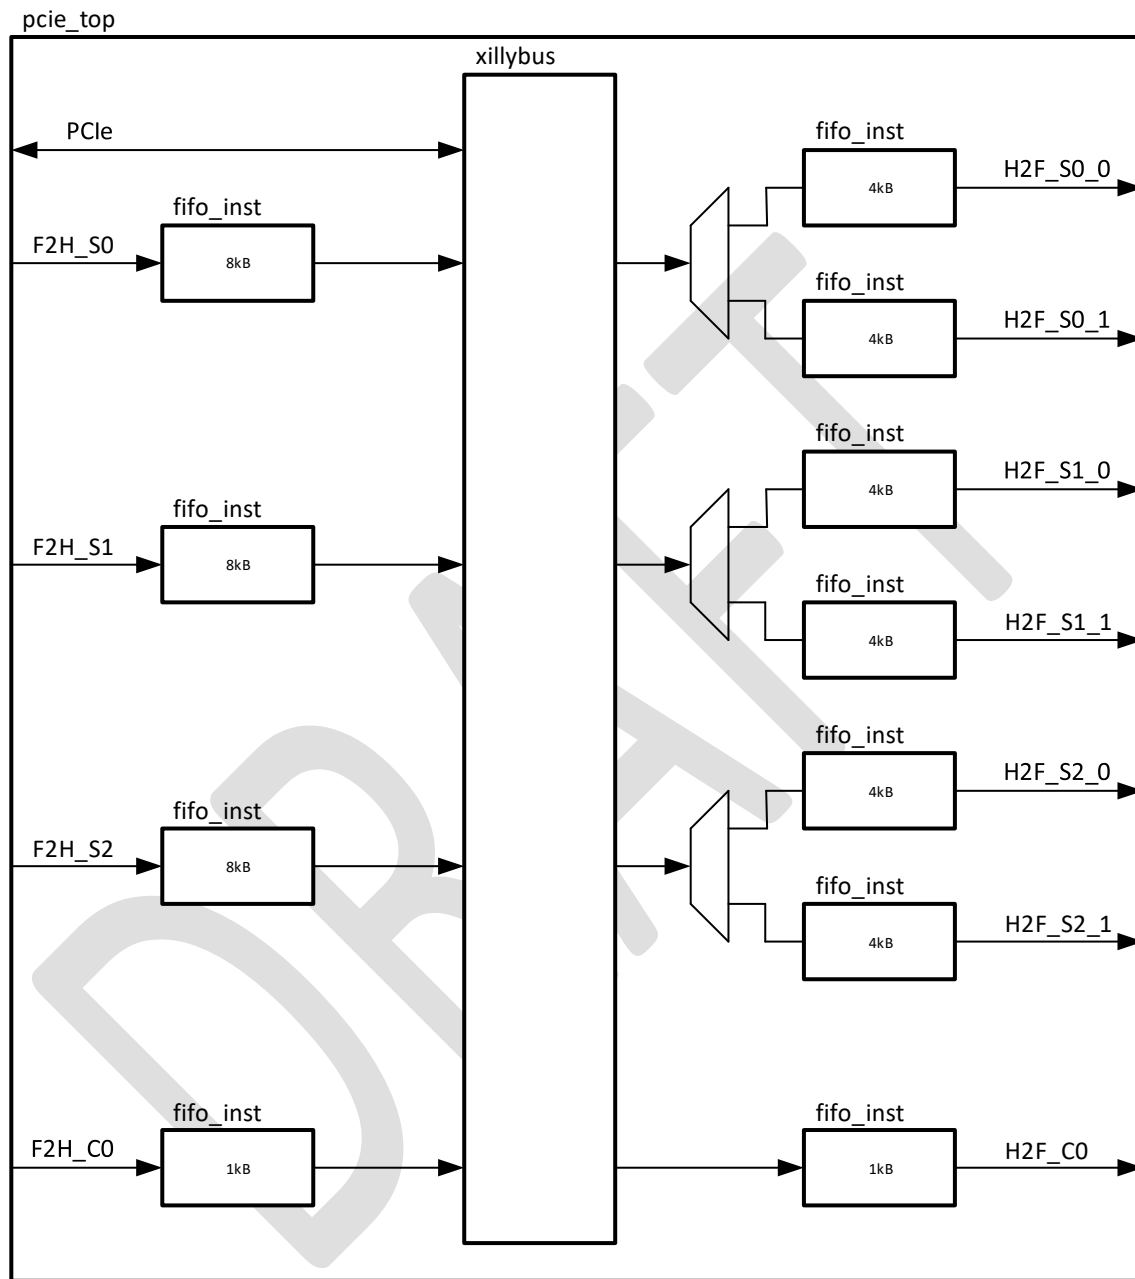 pcie_top
xillybus
PCIe
fifo_inst
4kB
H2F_S0_0
fifo_inst
F2H_S0
8kB
fifo_inst
4kB
H2F_S0_1
fifo_inst
4kB
H2F_S1_0
fifo_inst
F2H_S1
8kB
fifo_inst
4kB
H2F_S1_1
fifo_inst
4kB
H2F_S2_0
fifo_inst
F2H_S2
8kB
fifo_inst
4kB
H2F_S2_1
fifo_inst
F2H_C0
1kB
fifo_inst
1kB
H2F_C0
DRAFT